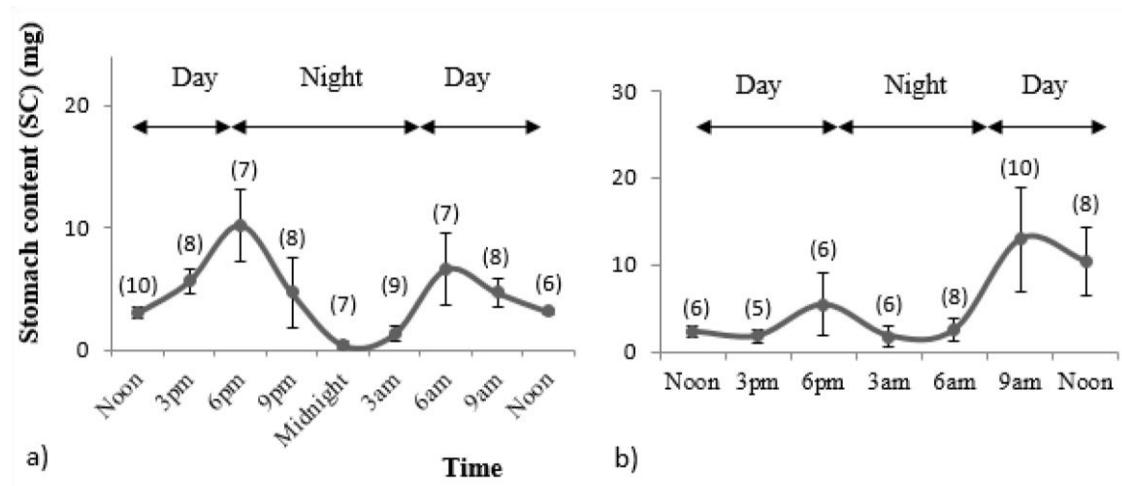 Stomach content (SC) (mg)
Day Night Day
20
10
0
(10) (8) (7) (8) (7) (9) (7) (8) (6)
Noon 3pm 6pm 9pm Midnight 3am 6am 9am Noon
a)
Time
Day Night Day
30
20
10
0
(6) (5) (6) (6) (8) (10) (8)
Noon 3pm 6pm 3am 6am 9am Noon
b)